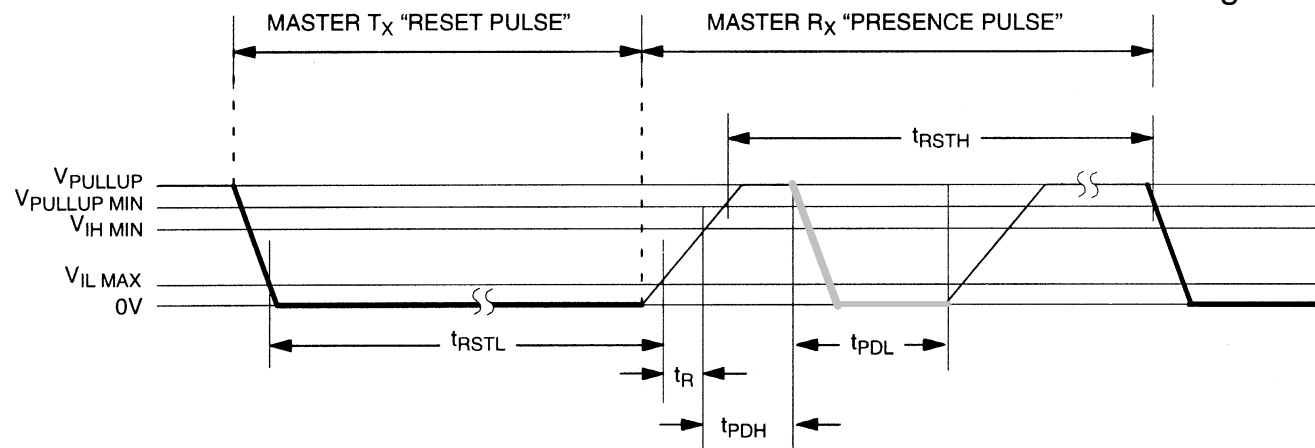 MASTER TX “RESET PULSE”
MASTER RX “PRESENCE PULSE”
tRSTH
VPULLUP
VPULLUP MIN
VIH MIN
VIL MAX
0V
tRSTL
tR
tPDL
tPDH